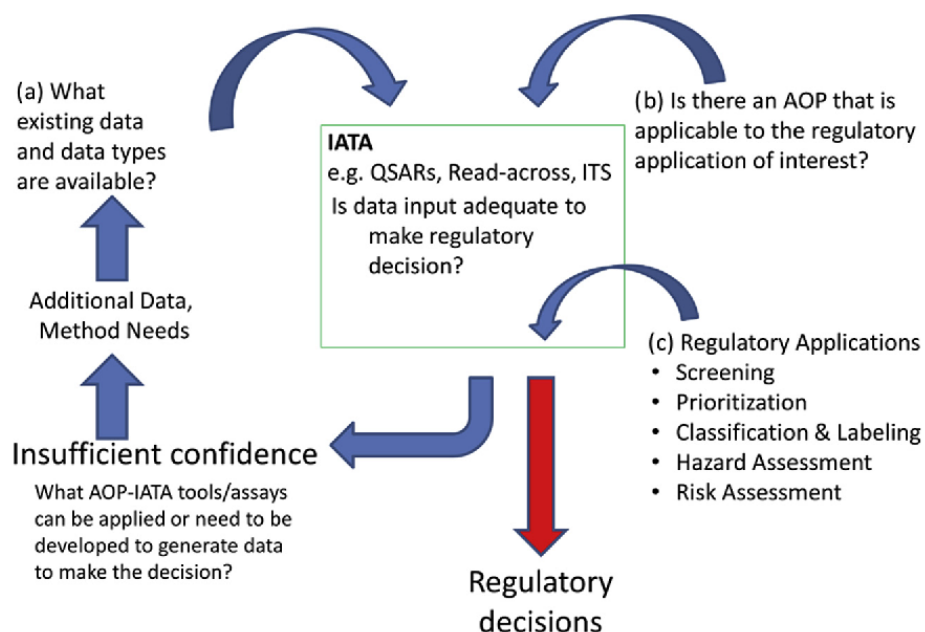 (a) What
existing data
and data types
are available?
(b) Is there an AOP that is
applicable to the regulatory
application of interest?
IATA
e.g. QSARs, Read-across, ITS
Is data input adequate to
make regulatory
decision?
Additional Data,
Method Needs
(c) Regulatory Applications
• Screening
• Prioritization
• Classification & Labeling
• Hazard Assessment
• Risk Assessment
Insufficient confidence
What AOP-IATA tools/assays
can be applied or need to be
developed to generate data
to make the decision?
Regulatory
decisions